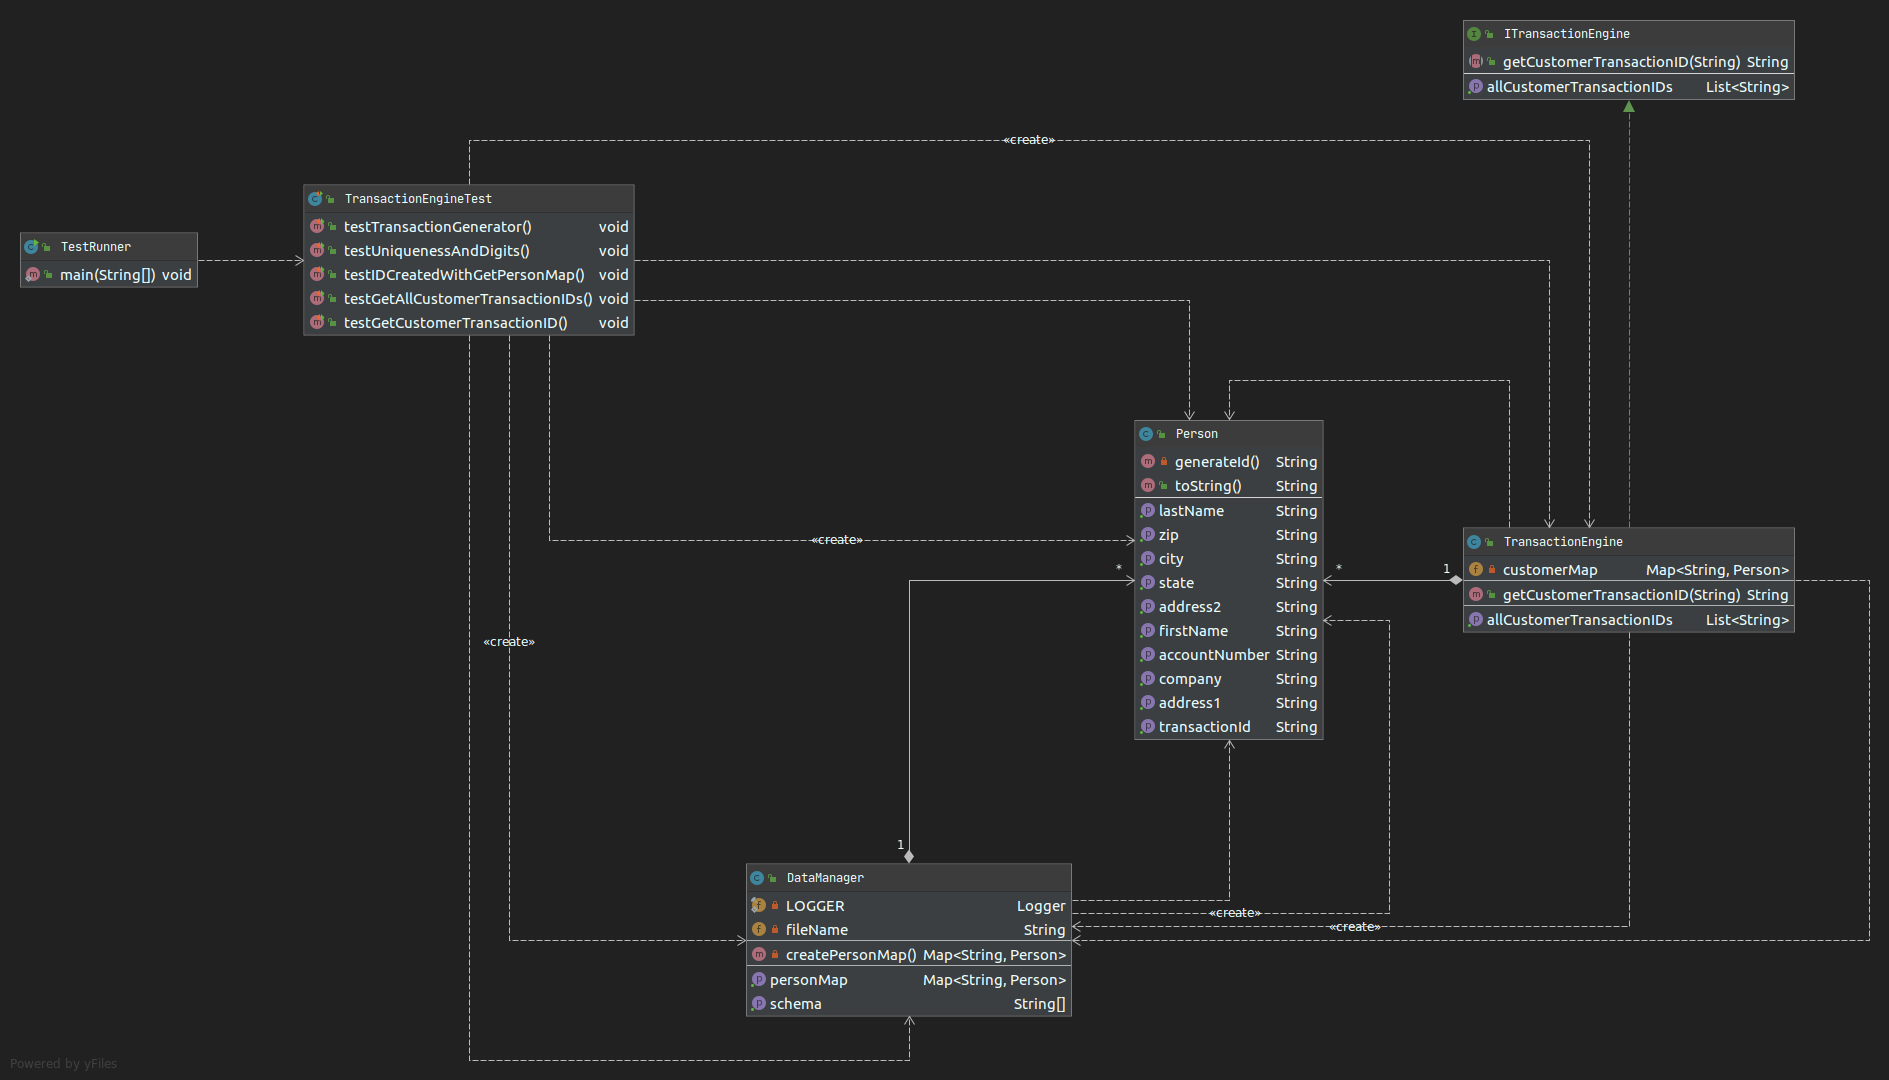 ITransactionEngine
getCustomerTransactionID(String) String
allCustomerTransactionIDs List<String>
«create»
TransactionEngineTest
testTransactionGenerator() void
testUniquenessAndDigits() void
testIDCreatedWithGetPersonMap() void
testGetAllCustomerTransactionIDs() void
testGetCustomerTransactionID() void
TestRunner
main(String[]) void
Person
generateId() String
toString() String
lastName String
zip String
city String
state String
address2 String
firstName String
accountNumber String
company String
address1 String
transactionId String
«create»
*
*
1
TransactionEngine
customerMap Map<String, Person>
getCustomerTransactionID(String) String
allCustomerTransactionIDs List<String>
«create»
1
DataManager
LOGGER Logger
fileName String
createPersonMap() Map<String, Person>
personMap Map<String, Person>
schema String[]
«create»
«create»
Powered by yFiles